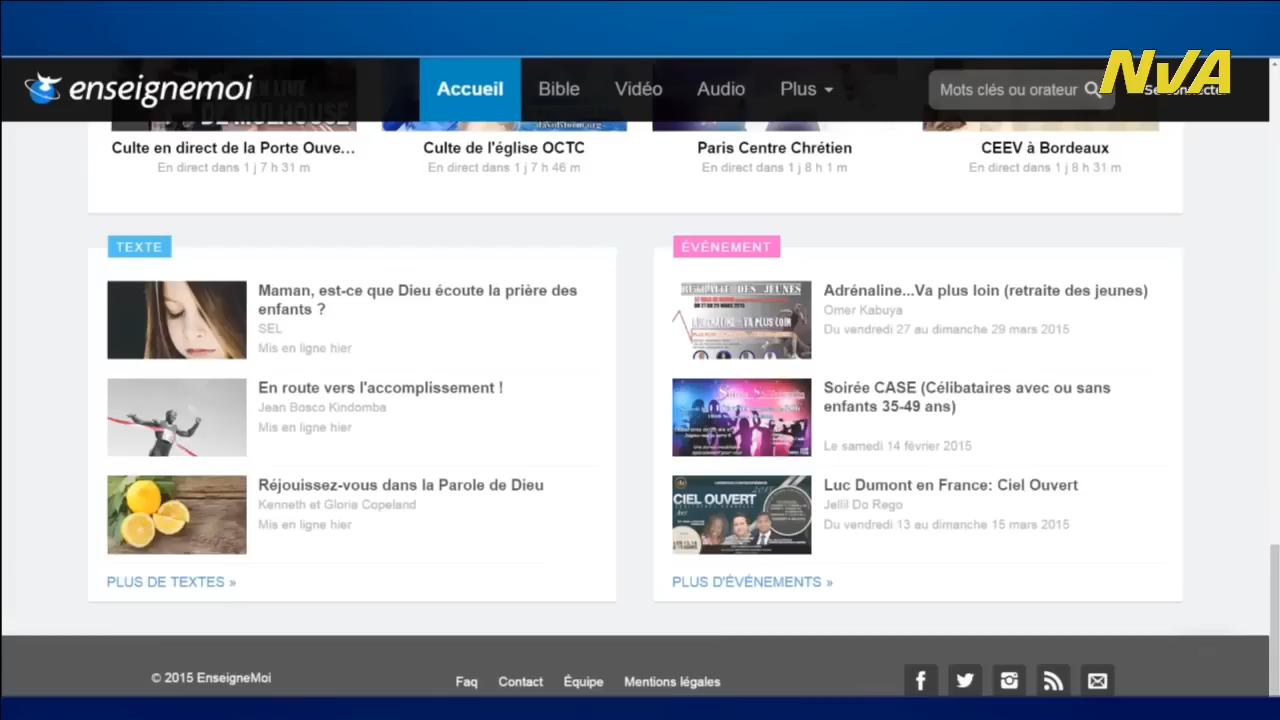 NVA
enseignemoi
Accueil
Bible
Vidéo
Audio
Plus
Mots clés ou orateur
DE MULHOUSE
Culte en direct de la Porte Ouve...
En direct dans 1 j 7 h 31 m
Culte de l'église OCTC
En direct dans 1 j 7 h 46 m
Paris Centre Chrétien
En direct dans 1 j 8 h 1 m
CEEV à Bordeaux
En direct dans 1 j 8 h 31 m
TEXTE
Maman, est-ce que Dieu écoute la prière des
enfants ?
SEL
Mis en ligne hier
En route vers l'accomplissement !
Jean Bosco Kindomba
Mis en ligne hier
Réjouissez-vous dans la Parole de Dieu
Kenneth et Gloria Copeland
Mis en ligne hier
PLUS DE TEXTES »
ÉVÉNEMENT
RETRAITE DES JEUNES
Adrénaline...Va plus loin (retraite des jeunes)
Omer Kabuya
Du vendredi 27 au dimanche 29 mars 2015
Soirée CASE (Célibataires avec ou sans
enfants 35-49 ans)
Le samedi 14 février 2015
CIEL OUVERT
Luc Dumont en France: Ciel Ouvert
Jellil Do Rego
Du vendredi 13 au dimanche 15 mars 2015
PLUS D'ÉVÉNEMENTS »
© 2015 EnseigneMoi
Faq
Contact
Équipe
Mentions légales